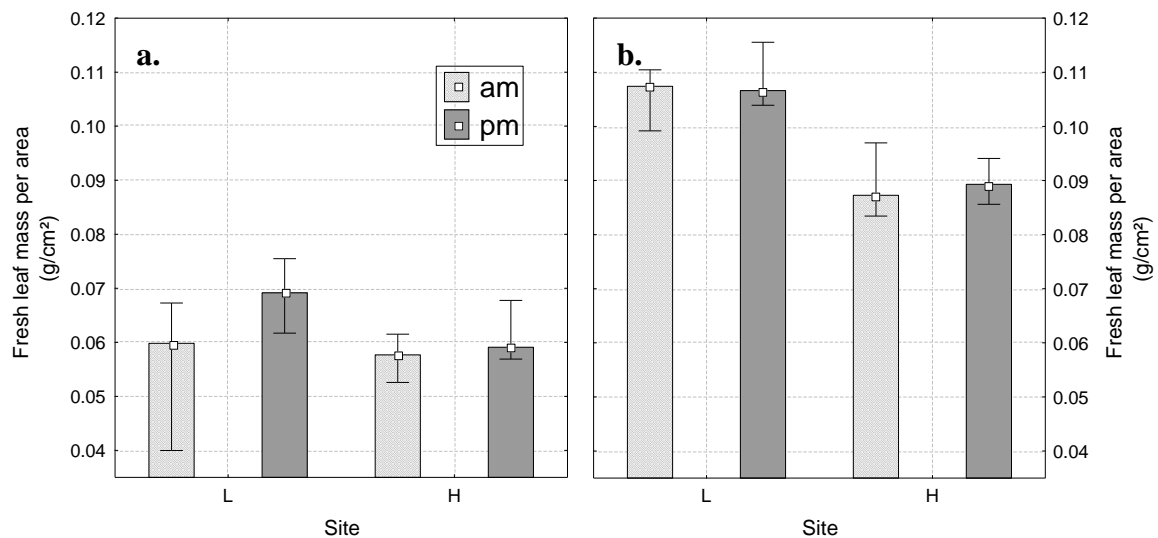 a.
am
pm
0.12
0.11
0.10
0.09
0.08
0.07
0.06
0.05
0.04
Fresh leaf mass per area
(g/cm²)
L
H
Site
b.
0.12
0.11
0.10
0.09
0.08
0.07
0.06
0.05
0.04
Fresh leaf mass per area
(g/cm²)
L
H
Site